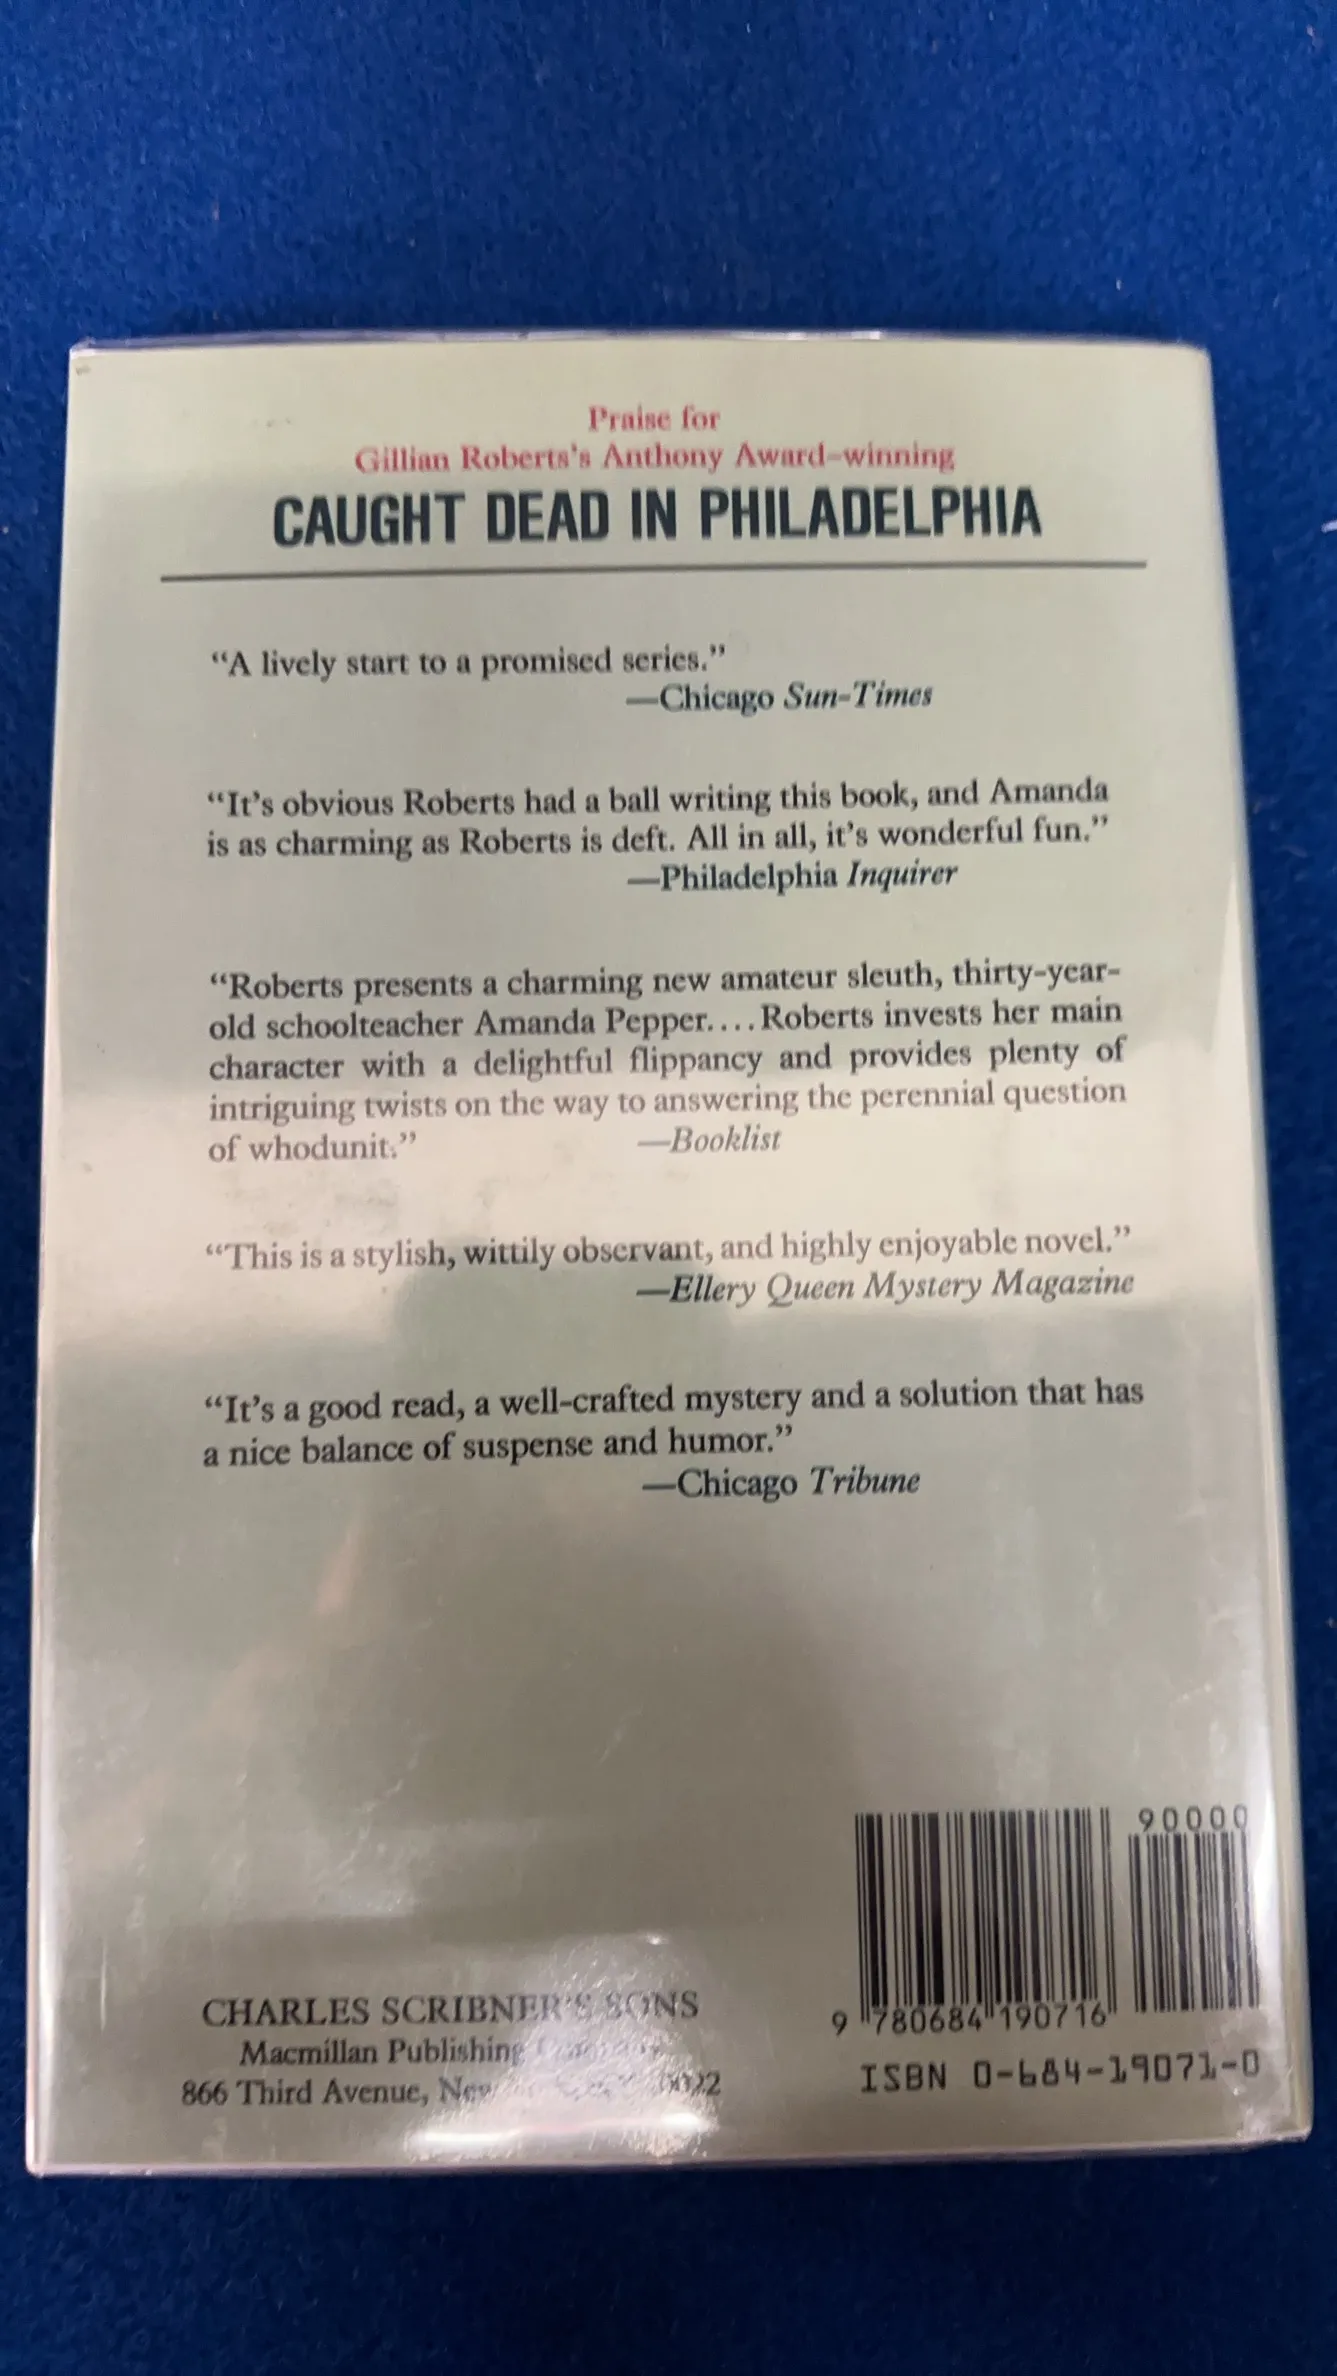 Praise for
Gillian Roberts's Anthony Award-winning
CAUGHT DEAD IN PHILADELPHIA
“A lively start to a promised series.”
—Chicago Sun-Times
“It’s obvious Roberts had a ball writing this book, and Amanda
is as charming as Roberts is deft. All in all, it’s wonderful fun.”
—Philadelphia Inquirer
“Roberts presents a charming new amateur sleuth, thirty-year-
old schoolteacher Amanda Pepper.... Roberts invests her main
character with a delightful flippancy and provides plenty of
intriguing twists on the way to answering the perennial question
of whodunit.” —Booklist
“This is a stylish, wittily observant, and highly enjoyable novel.”
—Ellery Queen Mystery Magazine
“It’s a good read, a well-crafted mystery and a solution that has
a nice balance of suspense and humor.”
—Chicago Tribune
90000
CHARLES SCRIBNER'S SONS
Macmillan Publishing
866 Third Avenue, New
9 780684 190716
ISBN 0-684-19071-0